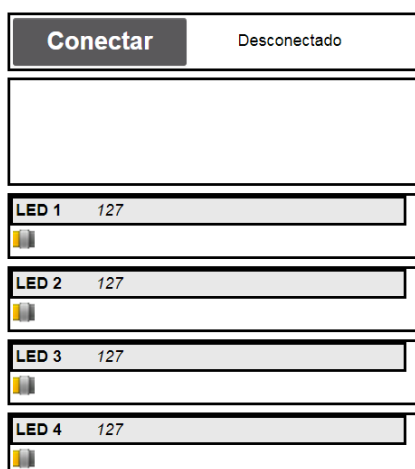 Conectar Desconectado
LED 1 127
LED 2 127
LED 3 127
LED 4 127